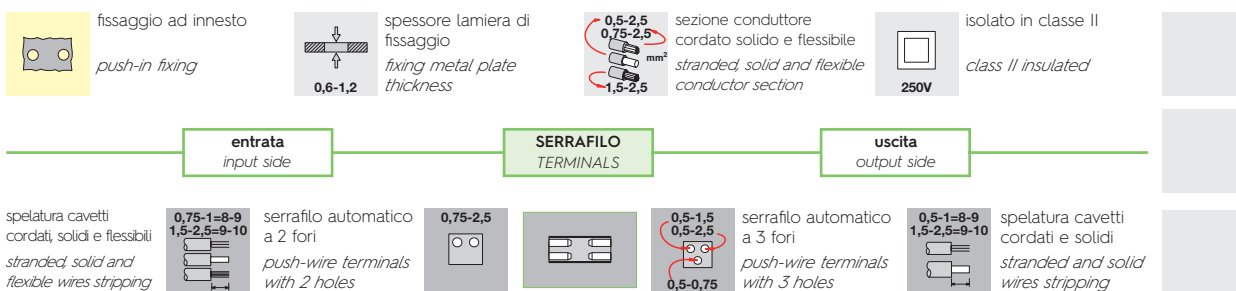 fissaggio ad innesto
push-in fixing
0,6-1,2
spessore lamiera di
fissaggio
fixing metal plate
thickness
0,5-2,5
0,75-2,5
mm²
1,5-2,5
sezione conduttore
cordato solido e flessibile
stranded, solid and flexible
conductor section
250V
isolato in classe II
class II insulated
entrata
input side
SERRAFILO
TERMINALS
uscita
output side
spelatura cavetti
cordati, solidi e flessibili
stranded, solid and
flexible wires stripping
0,75-1=8-9
1,5-2,5=9-10
serrafilo automatico
a 2 fori
push-wire terminals
with 2 holes
0,75-2,5
0,5-1,5
0,5-2,5
0,5-0,75
serrafilo automatico
a 3 fori
push-wire terminals
with 3 holes
0,5-1=8-9
1,5-2,5=9-10
spelatura cavetti
cordati e solidi
stranded and solid
wires stripping